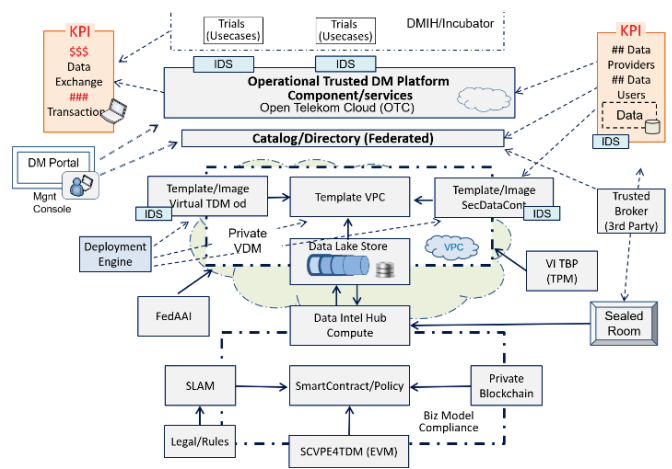 KPI
$$$
Data
Exchange
###
Transaction
Trials
(Usecases)
Trials
(Usecases)
DMIH/Incubator
KPI
## Data
Providers
## Data
Users
Data
IDS
IDS
IDS
Operational Trusted DM Platform
Component/services
Open Telekom Cloud (OTC)
Catalog/Directory (Federated)
DM Portal
Mgnt
Console
Template/Image
Virtual TDM od
IDS
Template VPC
Template/Image
SecDataCont
IDS
Trusted
Broker
(3rd Party)
Deployment
Engine
Private
VDM
Data Lake Store
VPC
VI TBP
(TPM)
FedAAI
Data Intel Hub
Compute
Sealed
Room
SLAM
SmartContract/Policy
Private
Blockchain
Biz Model
Compliance
Legal/Rules
SCVPE4TDM (EVM)